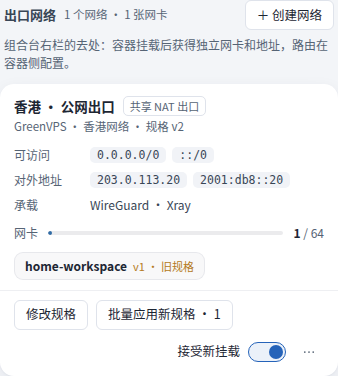 出口网络 1 个网络 · 1 张网卡
＋ 创建网络
组合台右栏的去处：容器挂载后获得独立网卡和地址，路由在
容器侧配置。
香港 · 公网出口 共享 NAT 出口
GreenVPS · 香港网络 · 规格 v2
可访问 0.0.0.0/0 ::/0
对外地址 203.0.113.20 2001:db8::20
承载 WireGuard · Xray
网卡 1 / 64
home-workspace v1 · 旧规格
修改规格 批量应用新规格 · 1
接受新挂载 ···